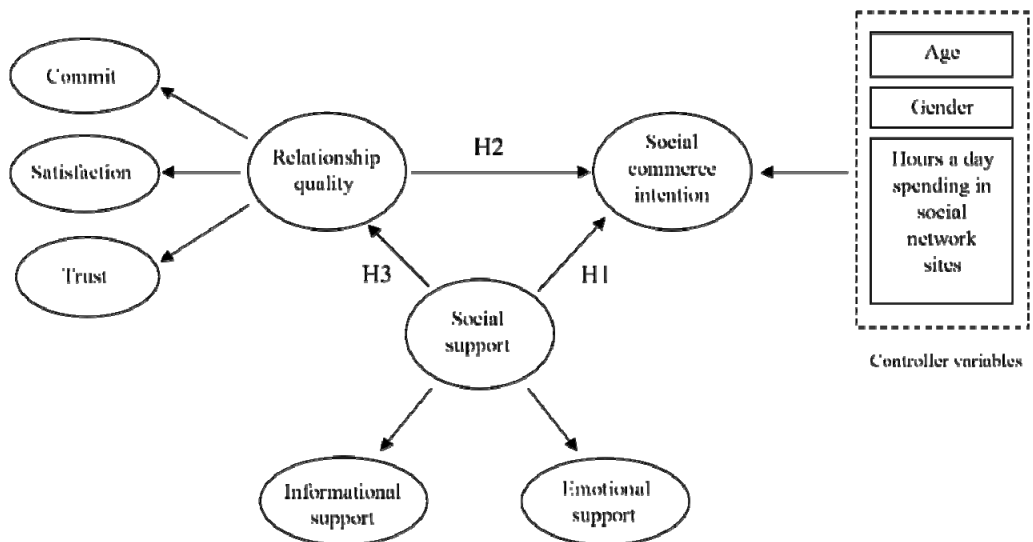 Commit
Satisfaction
Trust
Relationship
quality
H2
Social
commerce
intention
H3
H1
Social
support
Informational
support
Emotional
support
Age
Gender
Hours a day
spending in
social
network
sites
Controller variables